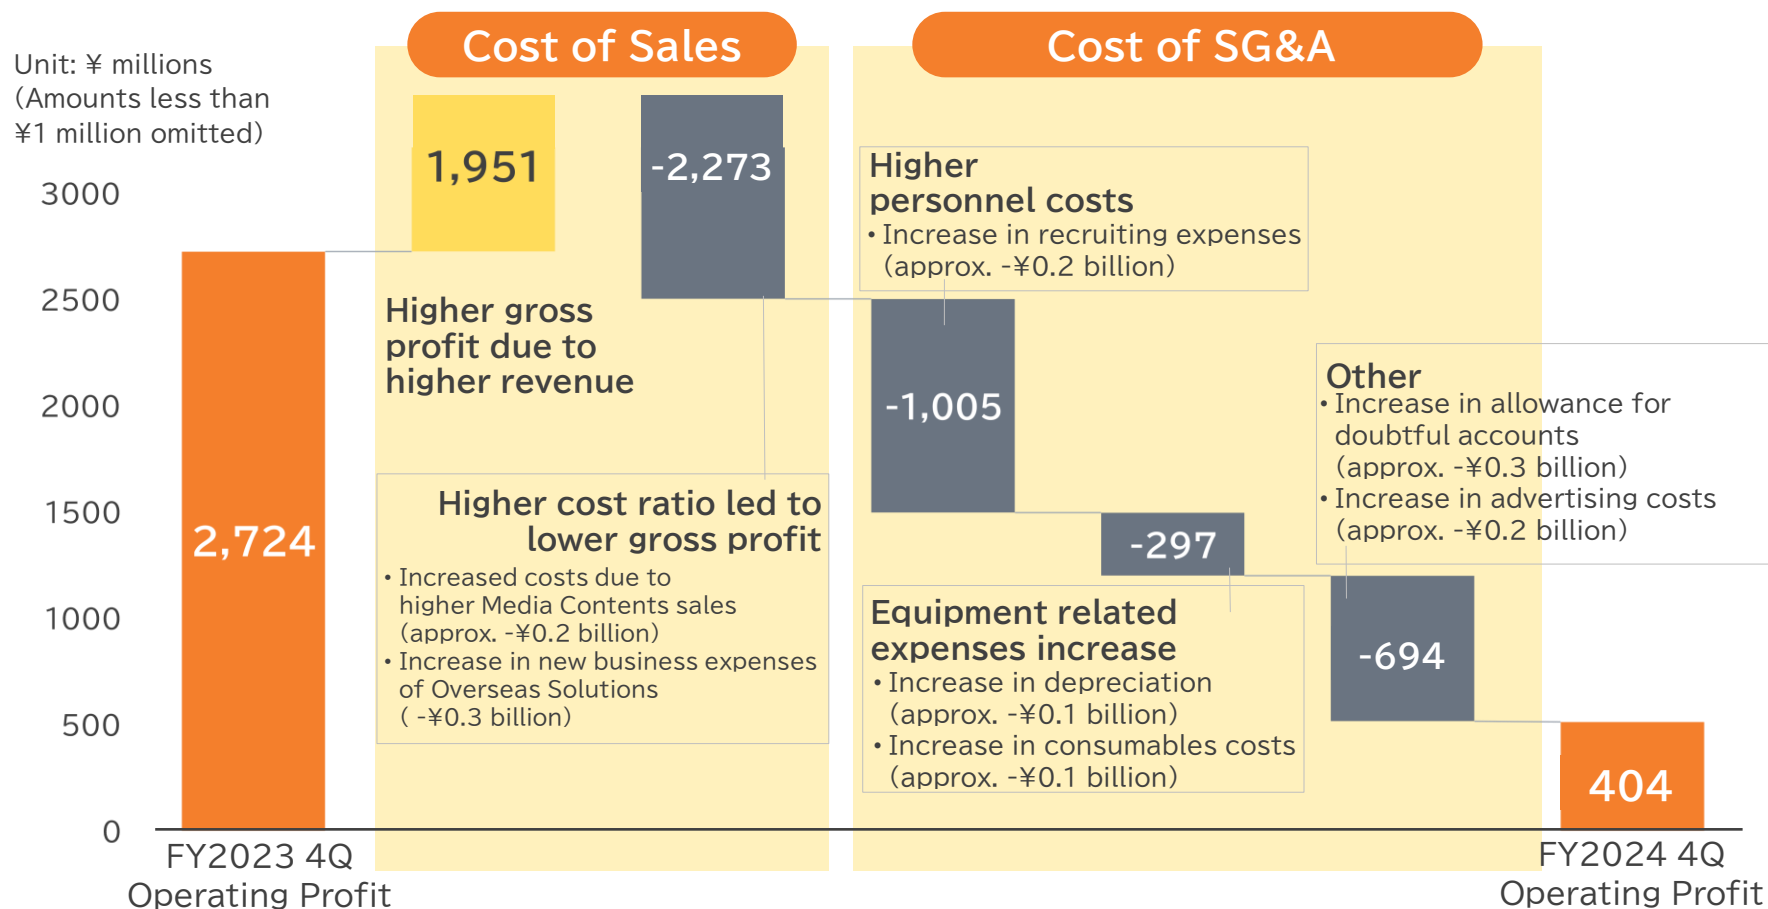 Cost of Sales
Cost of SG&A
Unit: ¥ millions
(Amounts less than
¥1 million omitted)
3000
2500
2000
1500
1000
500
0
2,724
1,951
-2,273
Higher gross
profit due to
higher revenue
Higher cost ratio led to
lower gross profit
・Increased costs due to
higher Media Contents sales
(approx. -¥0.2 billion)
・Increase in new business expenses
of Overseas Solutions
( -¥0.3 billion)
Higher
personnel costs
・Increase in recruiting expenses
(approx. -¥0.2 billion)
-1,005
-297
Equipment related
expenses increase
・Increase in depreciation
(approx. -¥0.1 billion)
・Increase in consumables costs
(approx. -¥0.1 billion)
Other
・Increase in allowance for
doubtful accounts
(approx. -¥0.3 billion)
・Increase in advertising costs
(approx. -¥0.2 billion)
-694
404
FY2023 4Q
Operating Profit
FY2024 4Q
Operating Profit